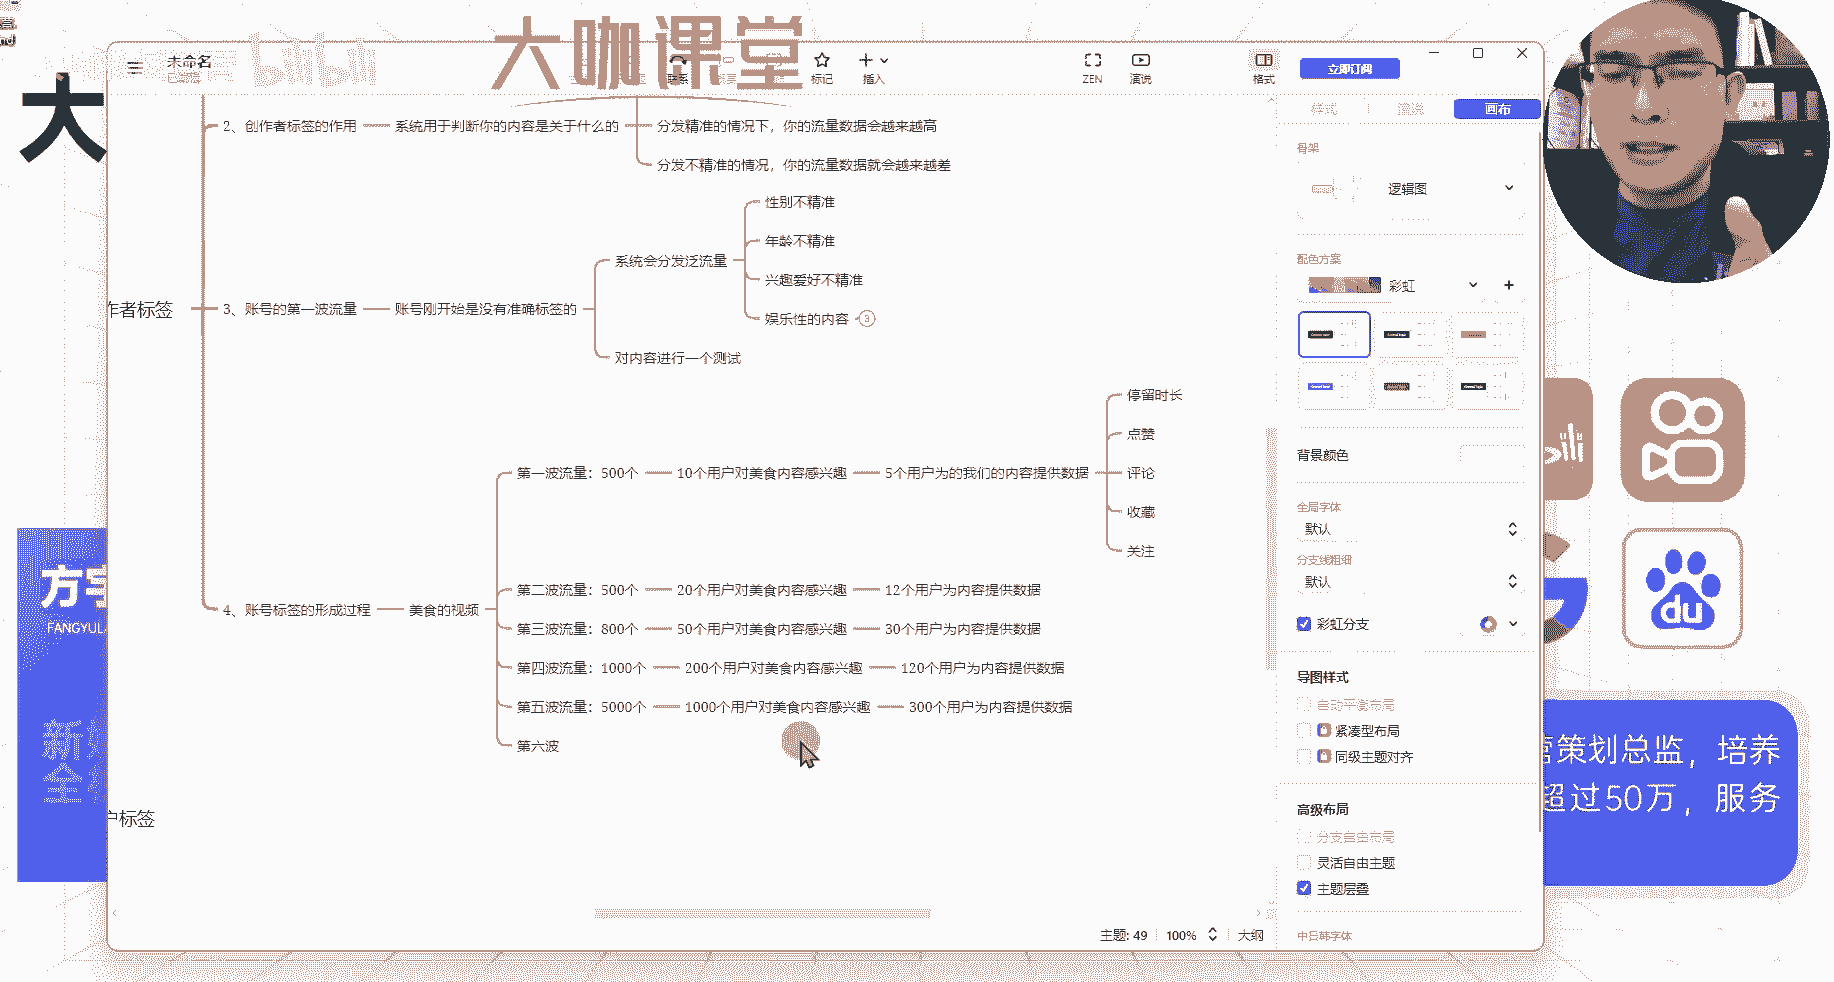 大咖课堂
bilibili
未命名
联系
标记
插入
ZEN
演说
格式
立即订阅
大
2、创作者标签的作用
系统用于判断你的内容是关于什么的
分发精准的情况下，你的流量数据会越来越高
分发不精准的情况，你的流量数据就会越来越差
作者标签
3、账号的第一波流量
账号刚开始是没有准确标签的
系统会分发泛流量
性别不精准
年龄不精准
兴趣爱好不精准
娱乐性的内容
3
对内容进行一个测试
4、账号标签的形成过程
美食的视频
第一波流量：500个
10个用户对美食内容感兴趣
5个用户为的我们的内容提供数据
停留时长
点赞
评论
收藏
关注
第二波流量：500个
20个用户对美食内容感兴趣
12个用户为内容提供数据
第三波流量：800个
50个用户对美食内容感兴趣
30个用户为内容提供数据
第四波流量：1000个
200个用户对美食内容感兴趣
120个用户为内容提供数据
第五波流量：5000个
1000个用户对美食内容感兴趣
300个用户为内容提供数据
第六波
户标签
主题: 49
100%
大纲
样式
演说
画布
骨架
逻辑图
配色方案
彩虹
背景颜色
全局字体
默认
分支线粗细
默认
彩虹分支
导图样式
自动平衡布局
紧凑型布局
同级主题对齐
高级布局
分支自由布局
灵活自由主题
主题层叠
中日韩字体
FANGYU
du
营策划总监，培养
超过50万，服务